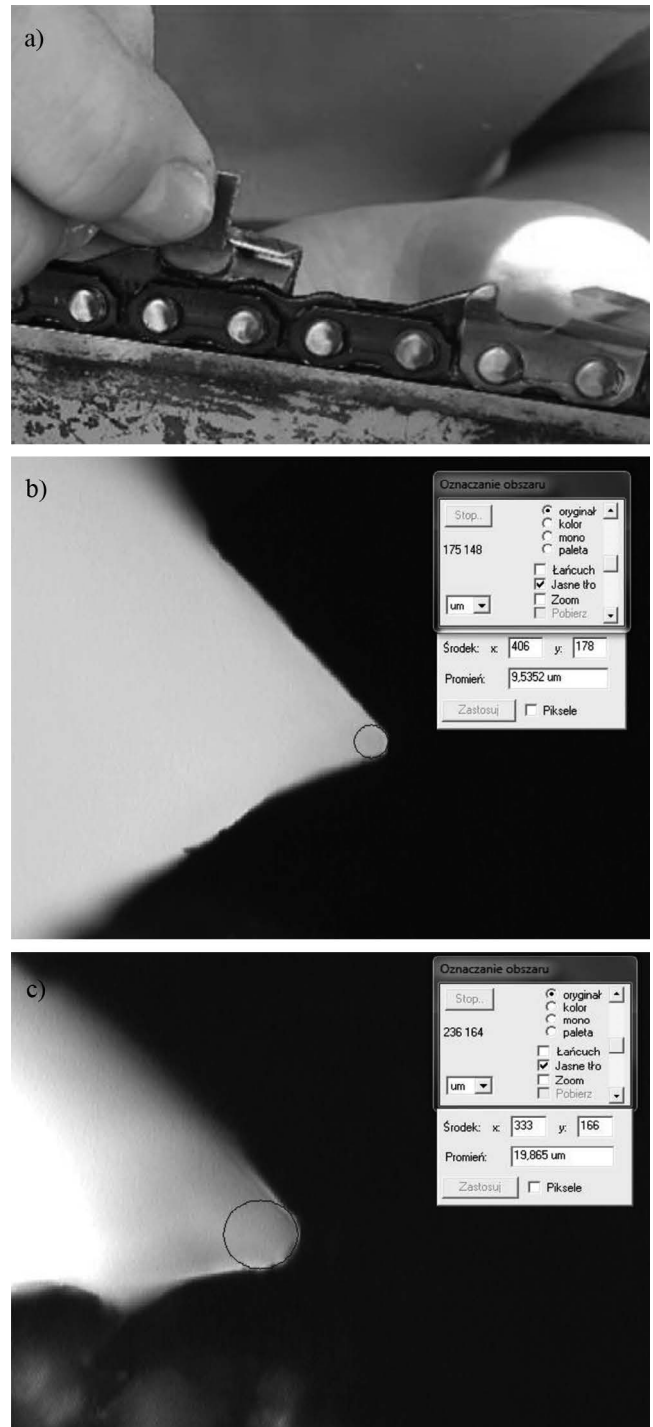 a)
b)
Oznaczanie obszaru
Stop..
oryginał
kolor
mono
paleta
175 148
Łańcuch
Jasne tło
Zoom
Pobierz
um
Środek: x: 406 y: 178
Promień: 9,5352 um
Zastosuj Piksele
c)
Oznaczanie obszaru
Stop..
oryginał
kolor
mono
paleta
236 164
Łańcuch
Jasne tło
Zoom
Pobierz
um
Środek: x: 333 y: 166
Promień: 19,865 um
Zastosuj Piksele